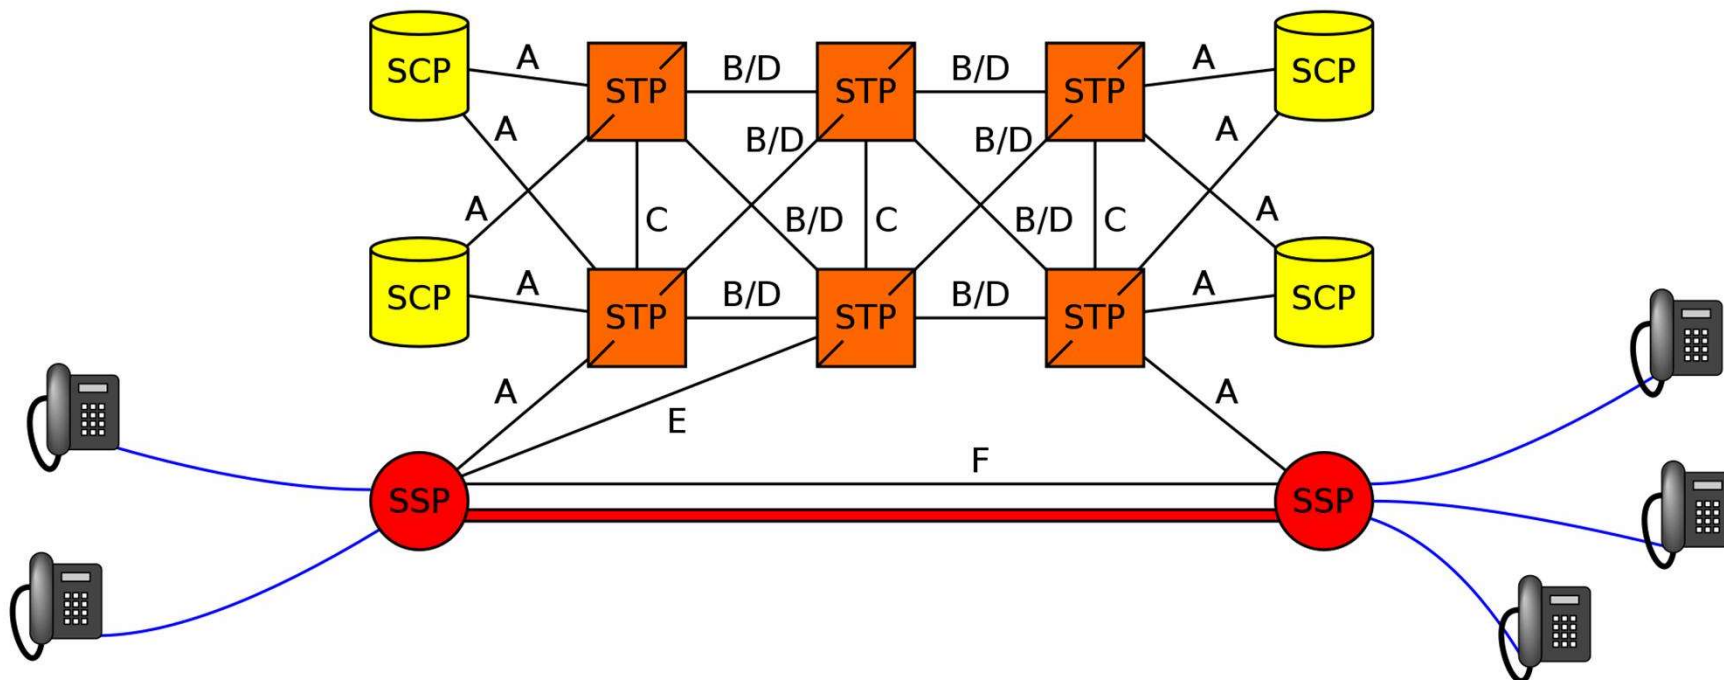 SCP A STP B/D STP B/D STP A SCP
A B/D B/D A
A C B/D C B/D C A
SCP A STP B/D STP B/D STP A SCP
A E A
F
SSP SSP